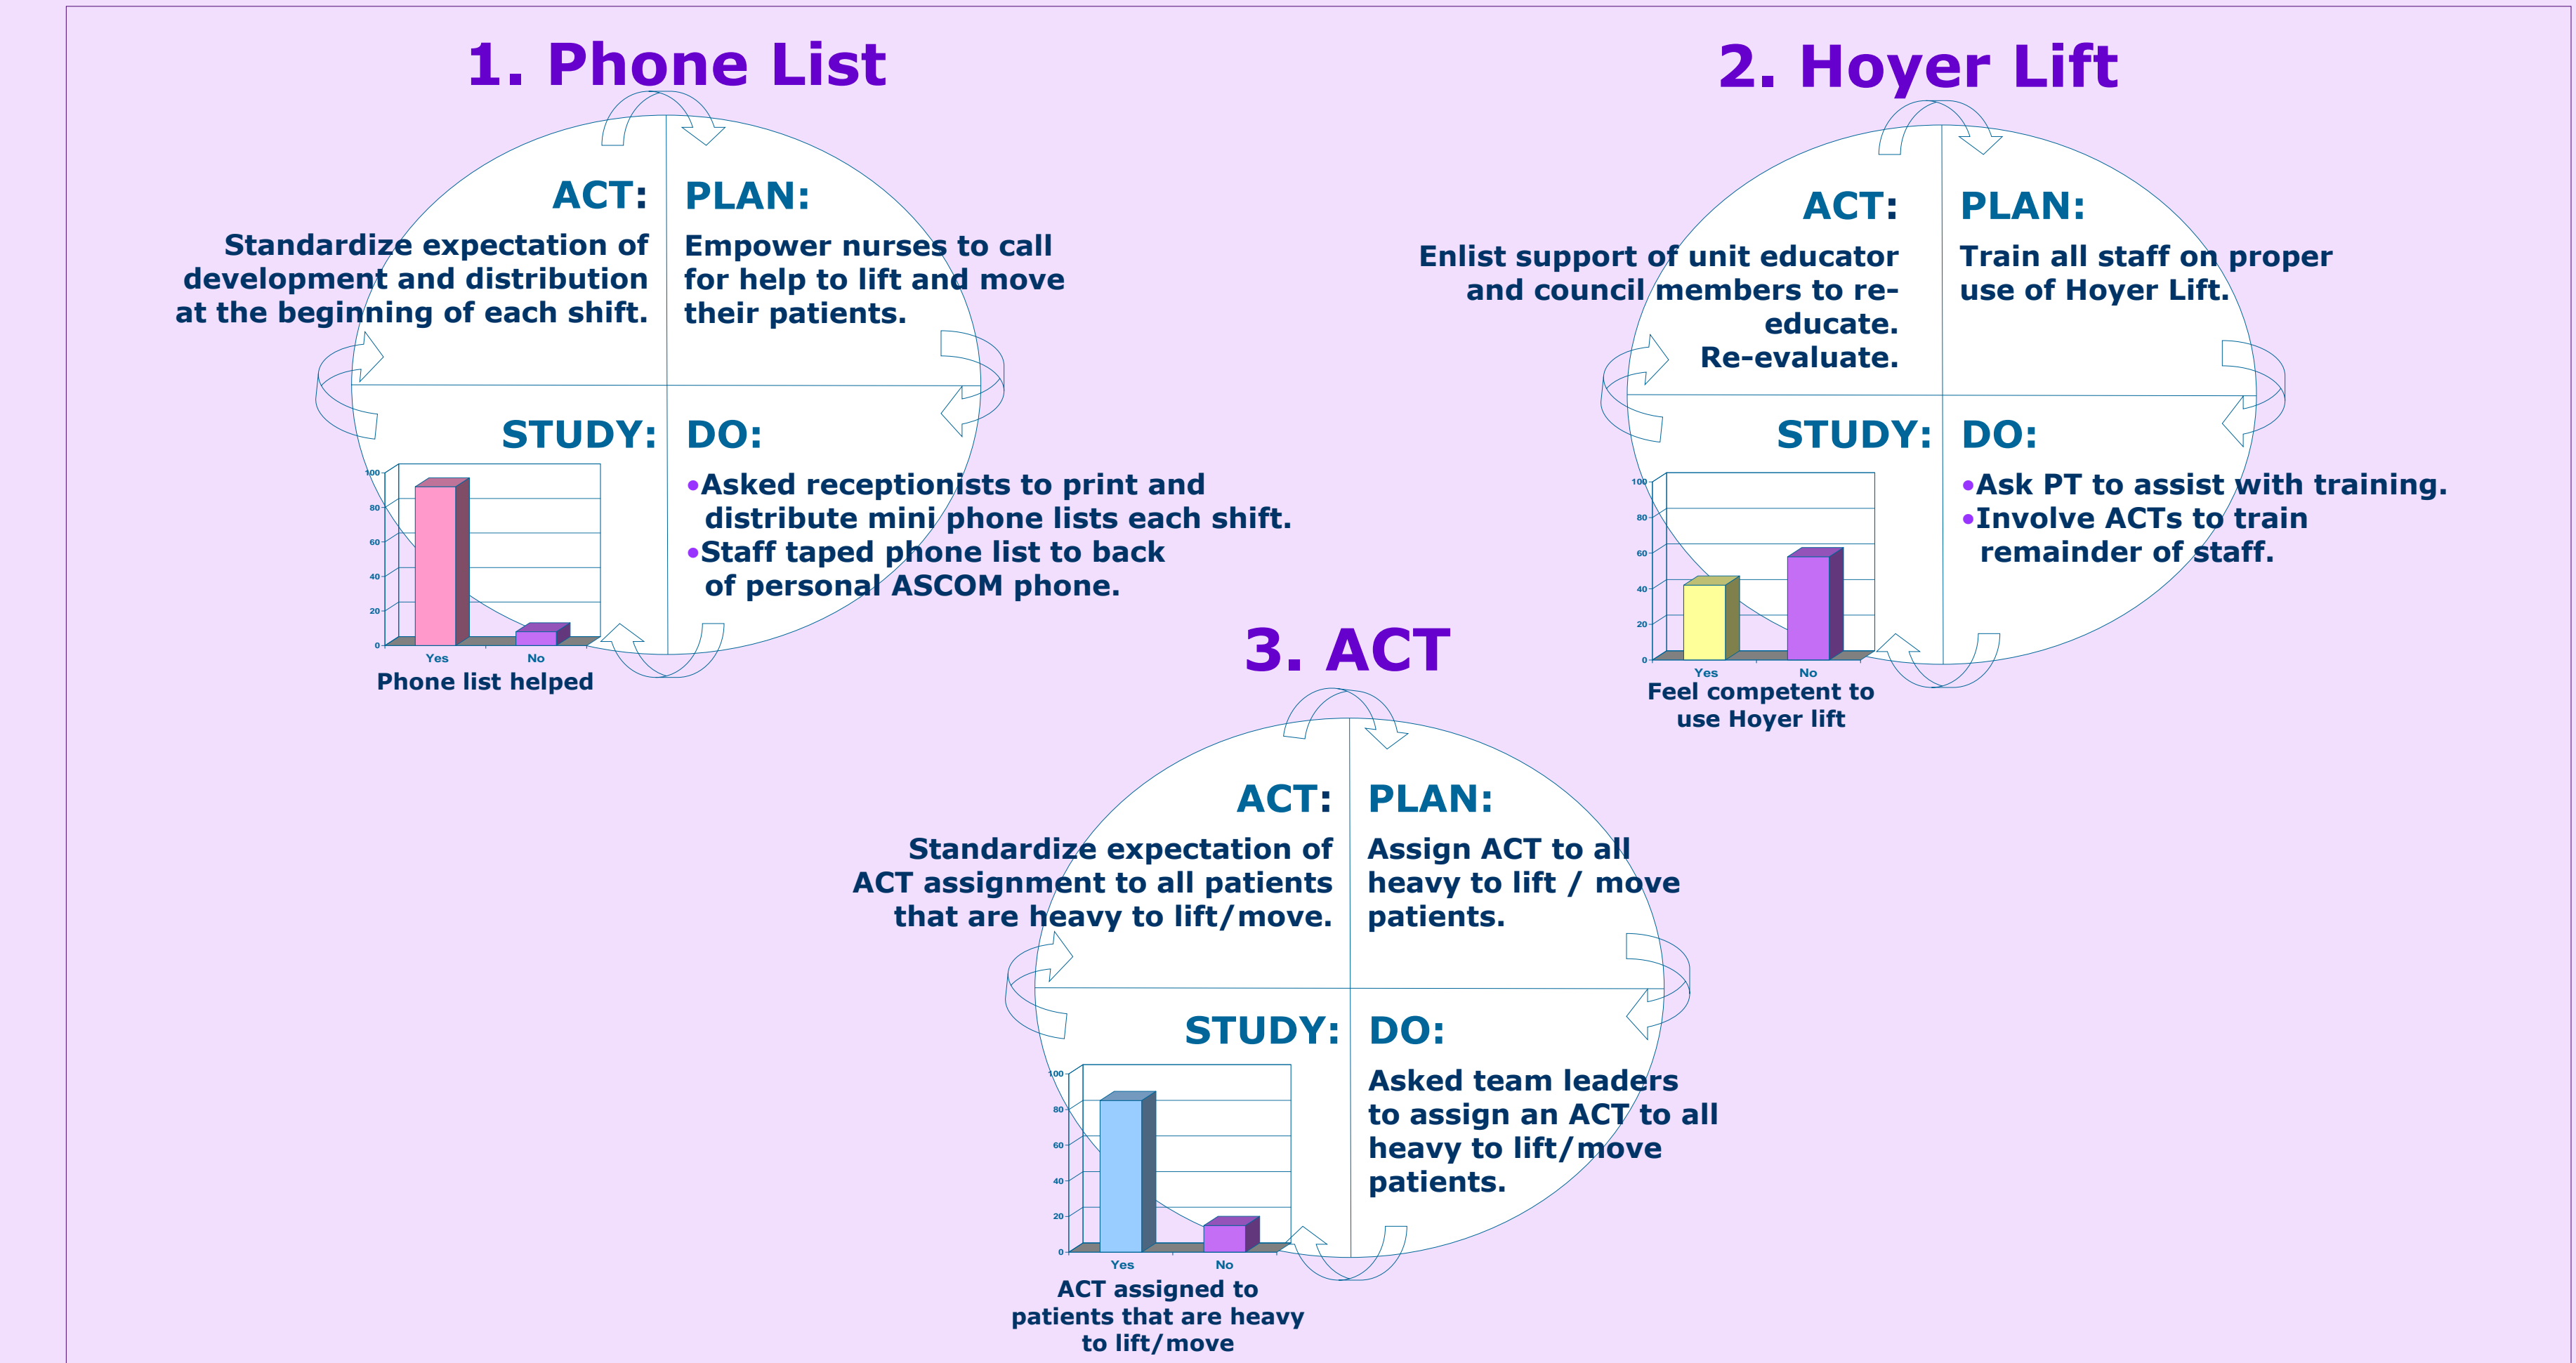 1. Phone List
ACT:
Standardize expectation of
development and distribution
at the beginning of each shift.
PLAN:
Empower nurses to call
for help to lift and move
their patients.
STUDY:
100
80
60
40
20
0
Yes
No
Phone list helped
DO:
•Asked receptionists to print and
distribute mini phone lists each shift.
•Staff taped phone list to back
of personal ASCOM phone.
2. Hoyer Lift
ACT:
Enlist support of unit educator
and council members to re-
educate.
Re-evaluate.
PLAN:
Train all staff on proper
use of Hoyer Lift.
STUDY:
100
80
60
40
20
0
Yes
No
Feel competent to
use Hoyer lift
DO:
•Ask PT to assist with training.
•Involve ACTs to train
remainder of staff.
3. ACT
ACT:
Standardize expectation of
ACT assignment to all patients
that are heavy to lift/move.
PLAN:
Assign ACT to all
heavy to lift / move
patients.
STUDY:
100
80
60
40
20
0
Yes
No
ACT assigned to
patients that are heavy
to lift/move
DO:
Asked team leaders
to assign an ACT to all
heavy to lift/move
patients.